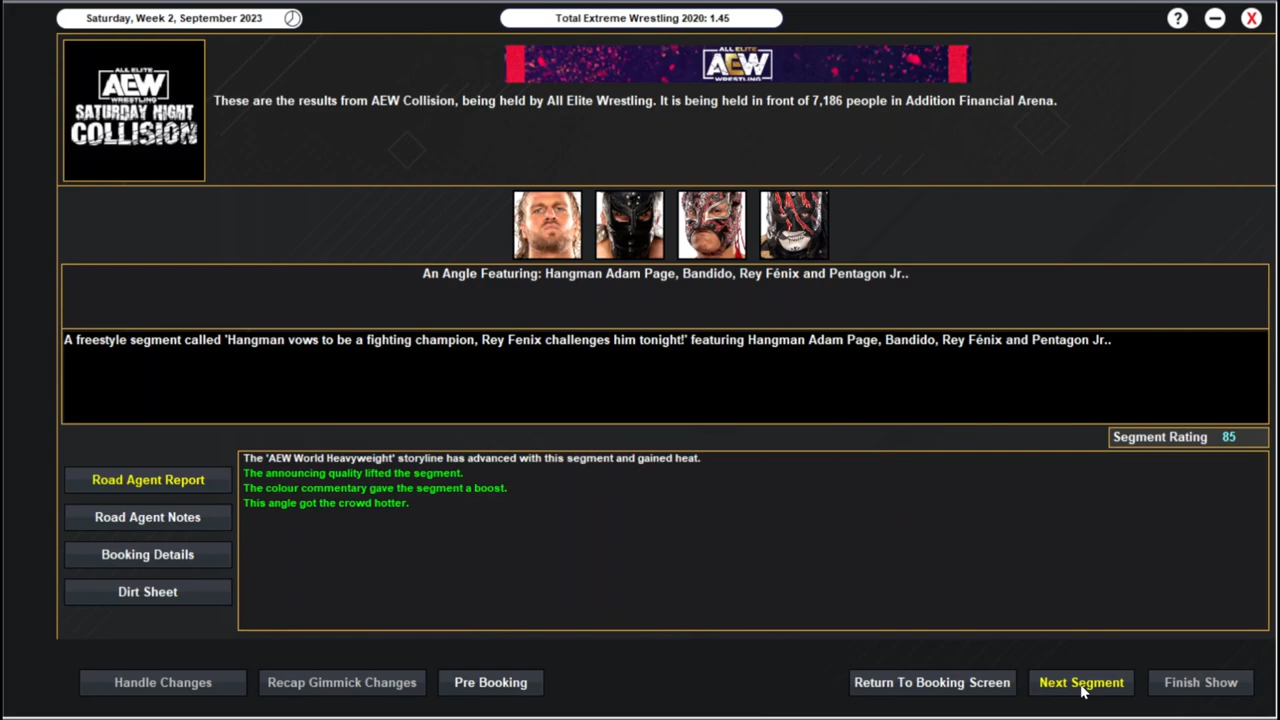 Saturday, Week 2, September 2023
Total Extreme Wrestling 2020: 1.45
?
X
ALL ELITE
AEW
WRESTLING
SATURDAY NIGHT
COLLISION
ALL ELITE
AEW
WRESTLING
These are the results from AEW Collision, being held by All Elite Wrestling. It is being held in front of 7,186 people in Addition Financial Arena.
An Angle Featuring: Hangman Adam Page, Bandido, Rey Fénix and Pentagon Jr..
A freestyle segment called 'Hangman vows to be a fighting champion, Rey Fenix challenges him tonight!' featuring Hangman Adam Page, Bandido, Rey Fénix and Pentagon Jr..
Segment Rating 85
Road Agent Report
Road Agent Notes
Booking Details
Dirt Sheet
The 'AEW World Heavyweight' storyline has advanced with this segment and gained heat.
The announcing quality lifted the segment.
The colour commentary gave the segment a boost.
This angle got the crowd hotter.
Handle Changes
Recap Gimmick Changes
Pre Booking
Return To Booking Screen
Next Segment
Finish Show